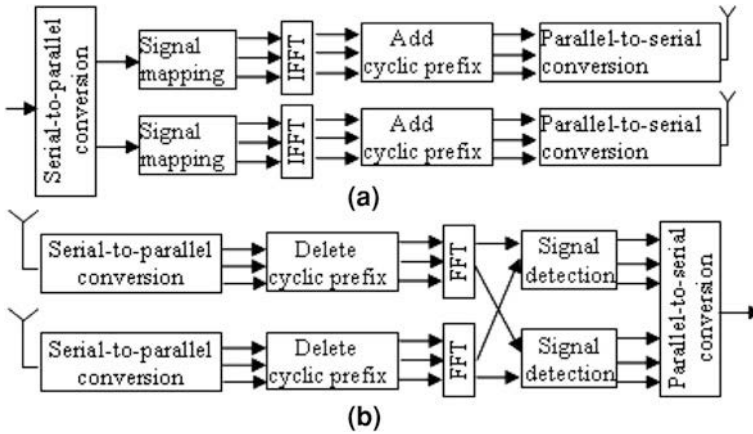 Serial-to-parallel
conversion
Signal
mapping
IFFT
Add
cyclic prefix
Parallel-to-serial
conversion
Signal
mapping
IFFT
Add
cyclic prefix
Parallel-to-serial
conversion
(a)
Serial-to-parallel
conversion
Delete
cyclic prefix
FFT
Signal
detection
Parallel-to-serial
conversion
Serial-to-parallel
conversion
Delete
cyclic prefix
FFT
Signal
detection
(b)